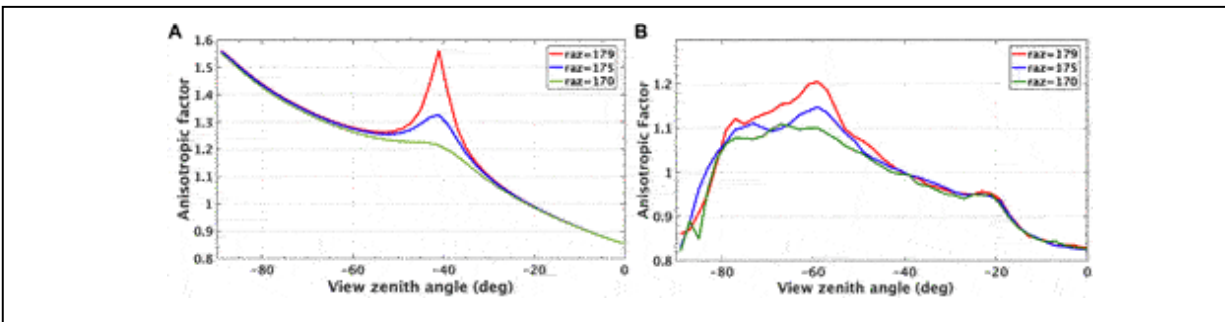 A
1.6
1.5
1.4
1.3
1.2
1.1
1
0.9
0.8
Anisotropic factor
raz=179
raz=175
raz=170
-80
-60
-40
-20
0
View zenith angle (deg)
B
1.2
1.1
1
0.9
0.8
Anisotropic Factor
raz=179
raz=175
raz=170
-80
-60
-40
-20
0
View zenith angle (deg)